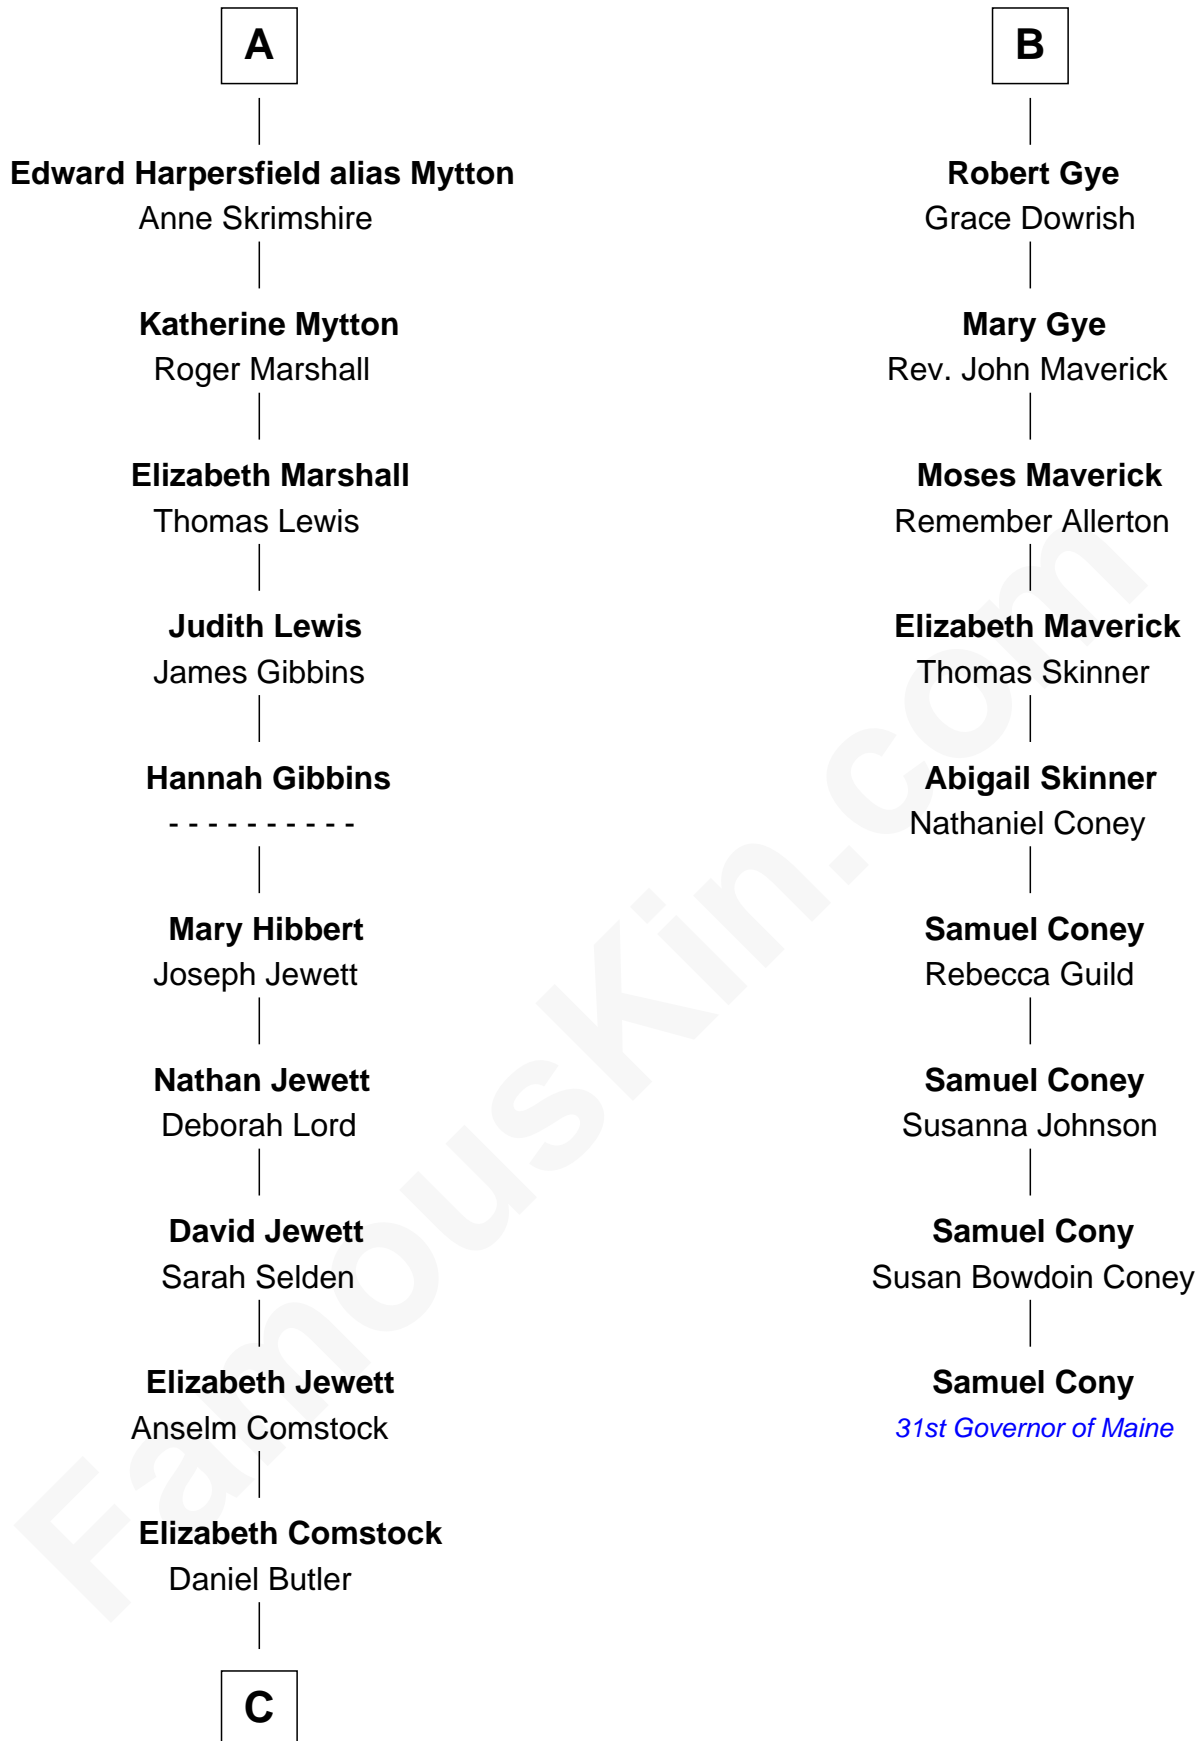 A
Edward Harpersfield alias Mytton
Anne Skrimshire
Katherine Mytton
Roger Marshall
Elizabeth Marshall
Thomas Lewis
Judith Lewis
James Gibbins
Hannah Gibbins
- - - - - - - - - -
Mary Hibbert
Joseph Jewett
Nathan Jewett
Deborah Lord
David Jewett
Sarah Selden
Elizabeth Jewett
Anselm Comstock
Elizabeth Comstock
Daniel Butler
C
B
Robert Gye
Grace Dowrish
Mary Gye
Rev. John Maverick
Moses Maverick
Remember Allerton
Elizabeth Maverick
Thomas Skinner
Abigail Skinner
Nathaniel Coney
Samuel Coney
Rebecca Guild
Samuel Coney
Susanna Johnson
Samuel Cony
Susan Bowdoin Coney
Samuel Cony
31st Governor of Maine
FamousKin.com